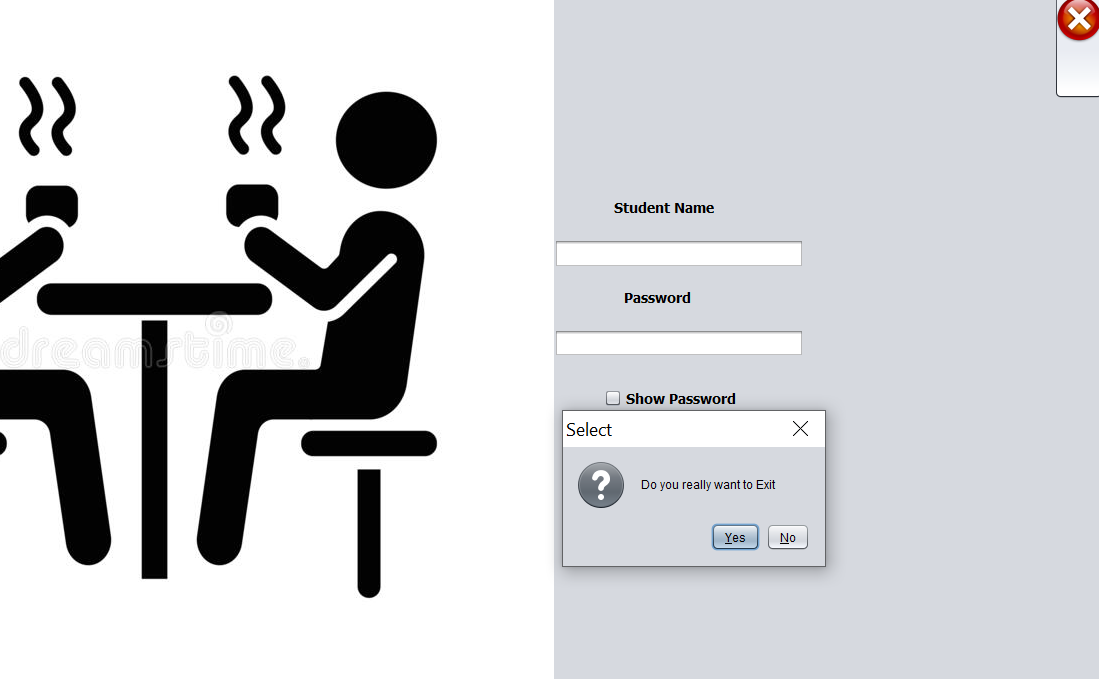 Student Name
Password
Show Password
Select
Do you really want to Exit
Yes
No
dreamstime.